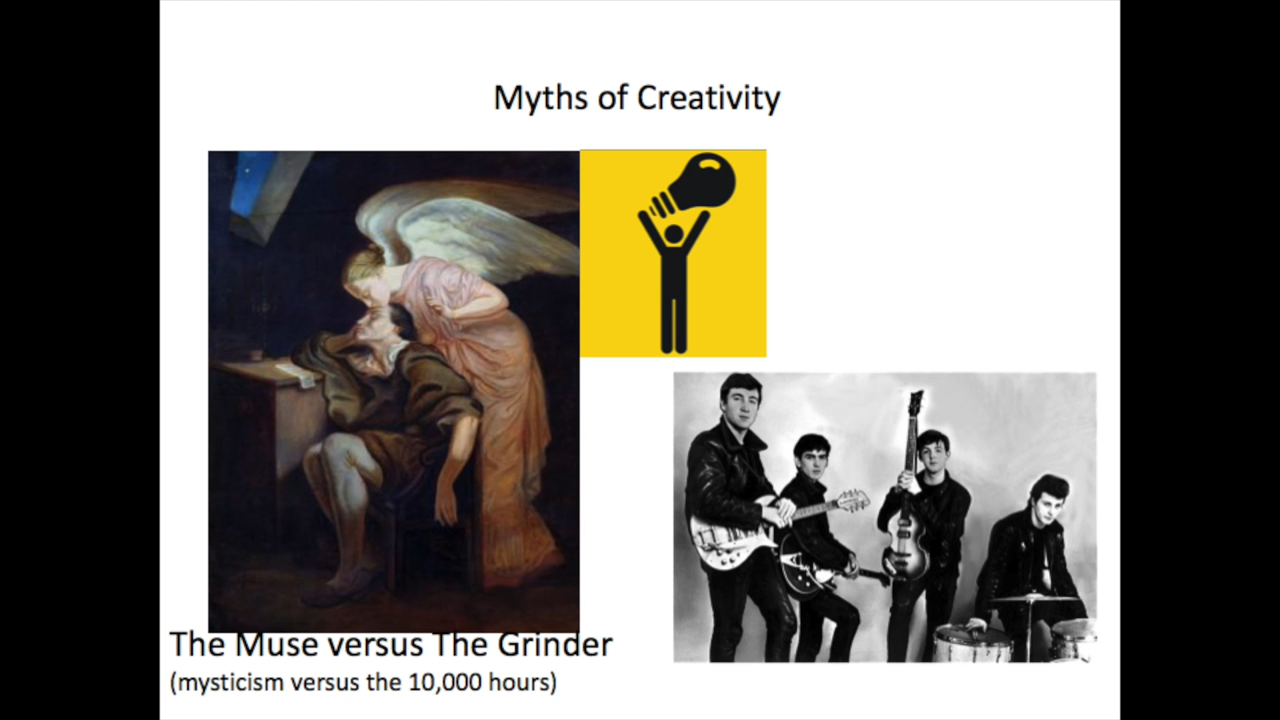 Myths of Creativity
The Muse versus The Grinder
(mysticism versus the 10,000 hours)